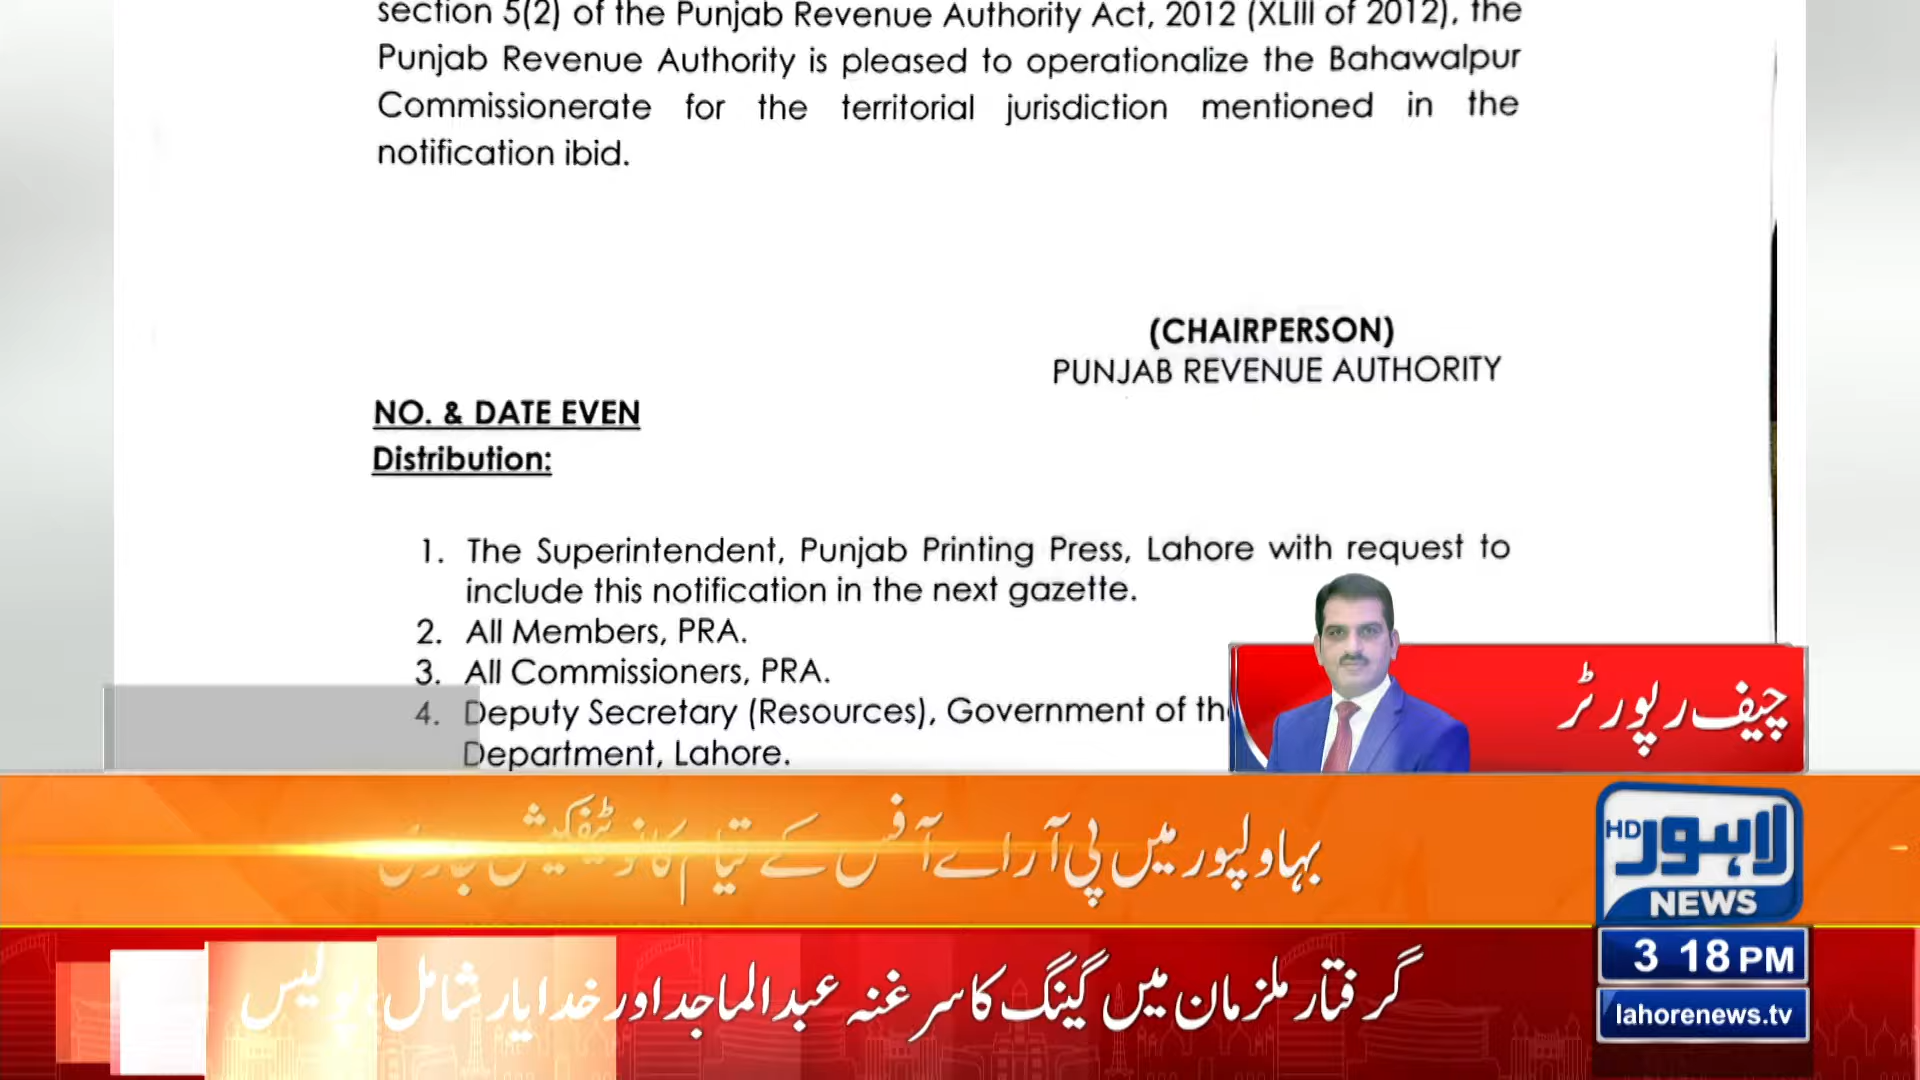 section 5(2) of the Punjab Revenue Authority Act, 2012 (XLIII of 2012), the
Punjab Revenue Authority is pleased to operationalize the Bahawalpur
Commissionerate for the territorial jurisdiction mentioned in the
notification ibid.
(CHAIRPERSON)
PUNJAB REVENUE AUTHORITY
NO. & DATE EVEN
Distribution:
1. The Superintendent, Punjab Printing Press, Lahore with request to
include this notification in the next gazette.
2. All Members, PRA.
3. All Commissioners, PRA.
4. Deputy Secretary (Resources), Government of th
Department, Lahore.
چیف رپورٹر
بہاولپور میں پی آر اے آفس کے قیام کا نوٹیفکیشن جاری
لاہور HD
NEWS
گرفتار ملزمان میں گینگ کا سرغنہ عبدالماجد اور خدایار شامل، پولیس
3 18 PM
lahorenews.tv